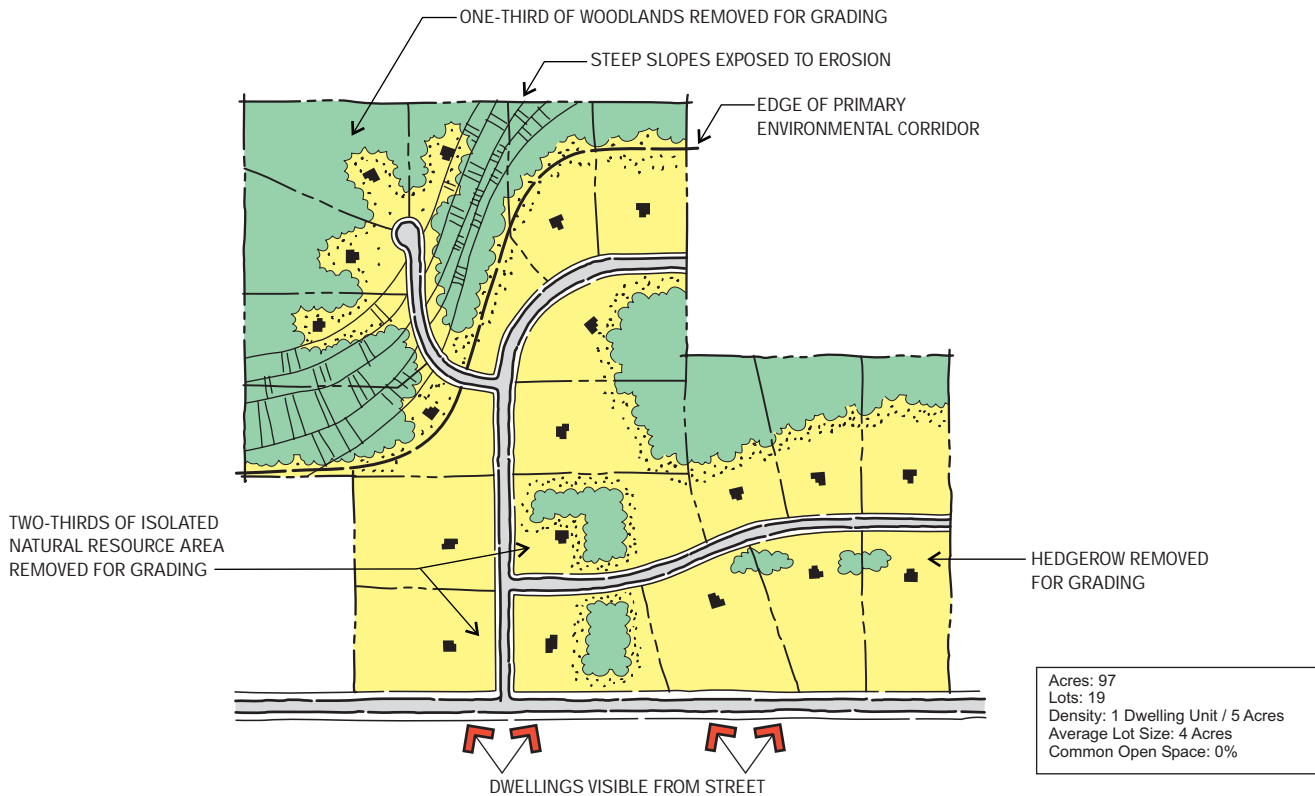 ONE-THIRD OF WOODLANDS REMOVED FOR GRADING
STEEP SLOPES EXPOSED TO EROSION
EDGE OF PRIMARY
ENVIRONMENTAL CORRIDOR
TWO-THIRDS OF ISOLATED
NATURAL RESOURCE AREA
REMOVED FOR GRADING
HEDGEROW REMOVED
FOR GRADING
Acres: 97
Lots: 19
Density: 1 Dwelling Unit / 5 Acres
Average Lot Size: 4 Acres
Common Open Space: 0%
DWELLINGS VISIBLE FROM STREET